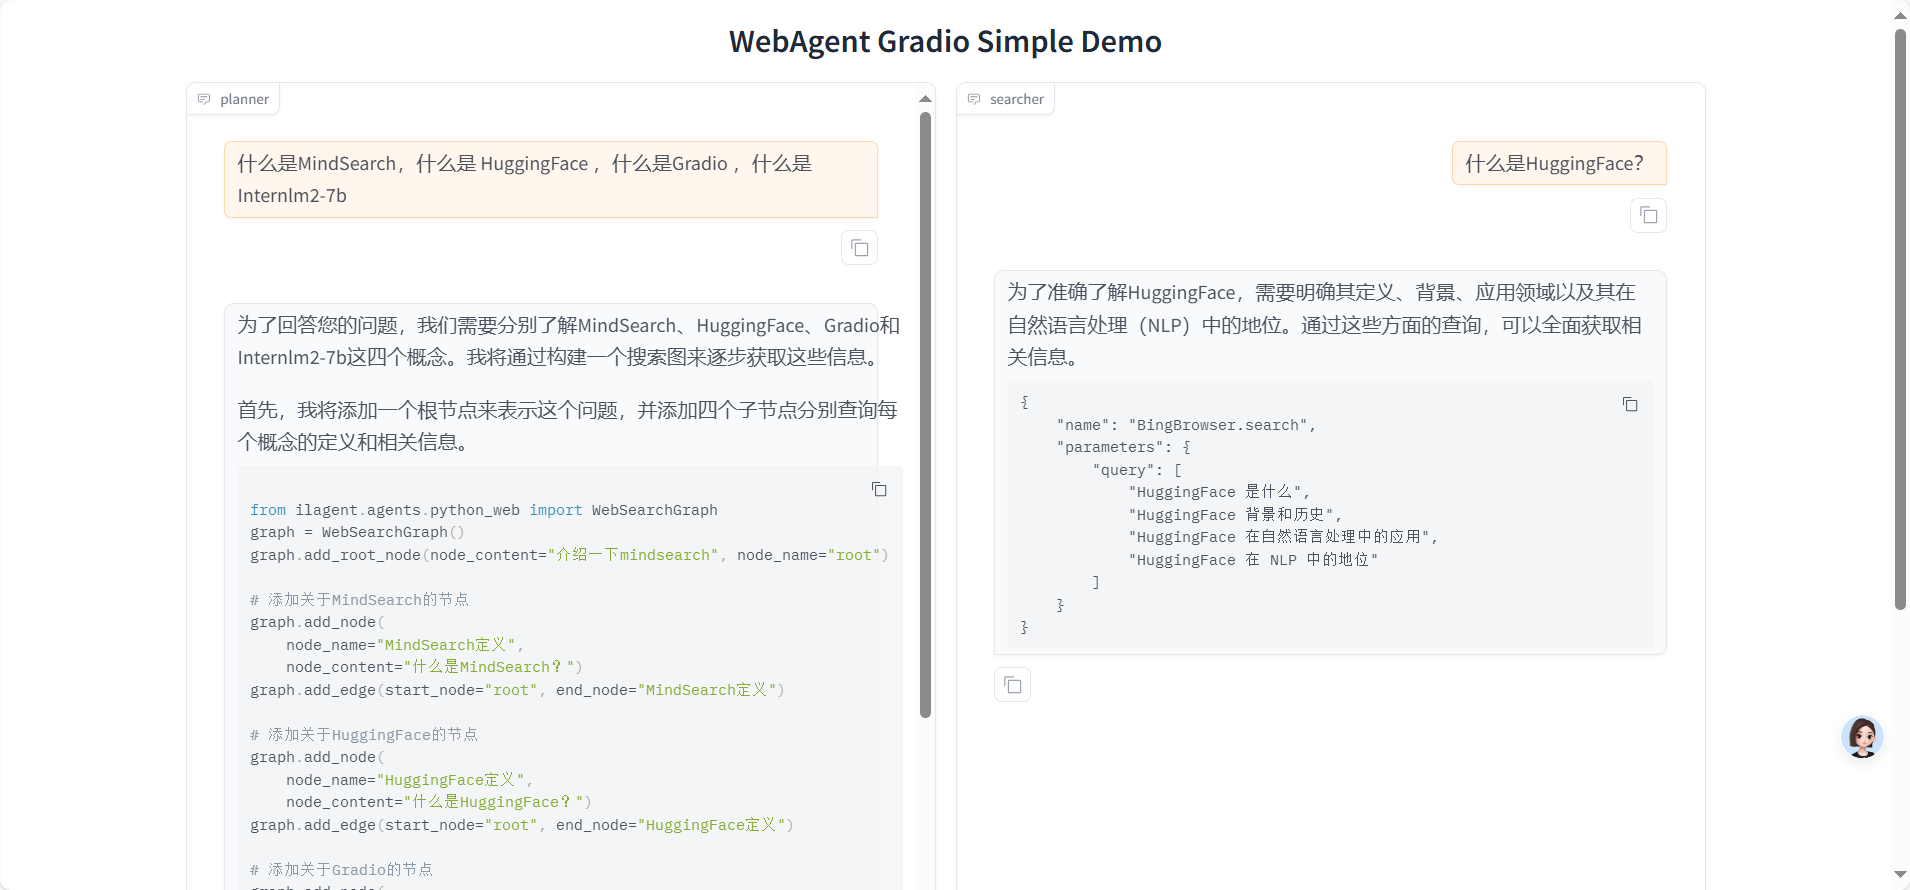 WebAgent Gradio Simple Demo
planner
什么是MindSearch，什么是 HuggingFace ，什么是Gradio ，什么是
Internlm2-7b
为了回答您的问题，我们需要分别了解MindSearch、HuggingFace、Gradio和
Internlm2-7b这四个概念。我将通过构建一个搜索图来逐步获取这些信息。
首先，我将添加一个根节点来表示这个问题，并添加四个子节点分别查询每
个概念的定义和相关信息。
from ilagent.agents.python_web import WebSearchGraph
graph = WebSearchGraph()
graph.add_root_node(node_content="介绍一下mindsearch", node_name="root")
# 添加关于MindSearch的节点
graph.add_node(
    node_name="MindSearch定义",
    node_content="什么是MindSearch？")
graph.add_edge(start_node="root", end_node="MindSearch定义")
# 添加关于HuggingFace的节点
graph.add_node(
    node_name="HuggingFace定义",
    node_content="什么是HuggingFace？")
graph.add_edge(start_node="root", end_node="HuggingFace定义")
# 添加关于Gradio的节点
graph.add_node(
searcher
什么是HuggingFace？
为了准确了解HuggingFace，需要明确其定义、背景、应用领域以及其在
自然语言处理（NLP）中的地位。通过这些方面的查询，可以全面获取相
关信息。
{
    "name": "BingBrowser.search",
    "parameters": {
        "query": [
            "HuggingFace 是什么",
            "HuggingFace 背景和历史",
            "HuggingFace 在自然语言处理中的应用",
            "HuggingFace 在 NLP 中的地位"
        ]
    }
}